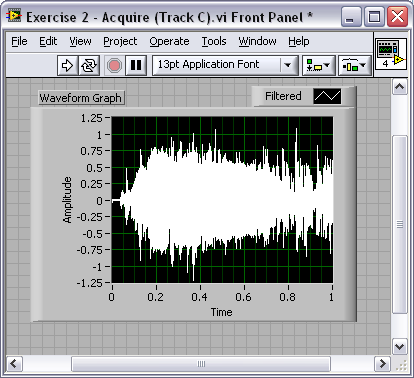 Exercise 2 - Acquire (Track C).vi Front Panel *
File Edit View Project Operate Tools Window Help
13pt Application Font
4
Waveform Graph
Filtered
1.25
1
0.75
0.5
0.25
0
-0.25
-0.5
-0.75
-1
-1.25
Amplitude
0 0.2 0.4 0.6 0.8 1
Time